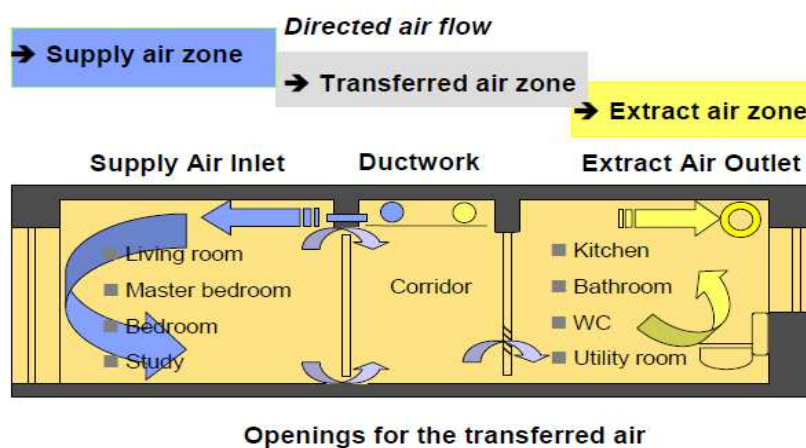 Directed air flow
➔ Supply air zone
➔ Transferred air zone
➔ Extract air zone
Supply Air Inlet
Ductwork
Extract Air Outlet
Living room
Master bedroom
Bedroom
Study
Corridor
Kitchen
Bathroom
WC
Utility room
Openings for the transferred air